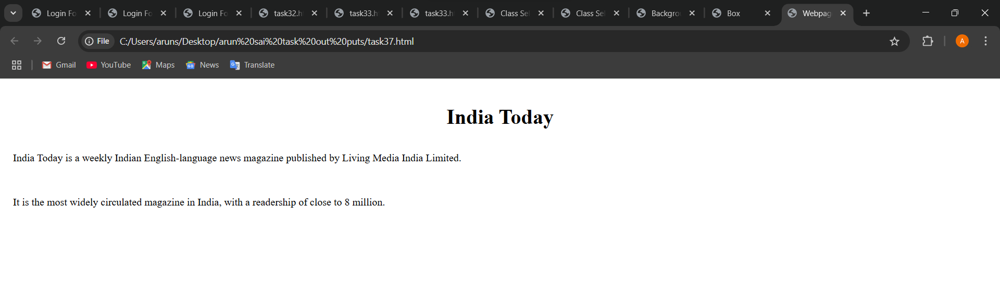 Login Fo
Login Fo
Login Fo
task32.h
task33.h
task33.h
Class Sel
Class Sel
Backgro
Box
Webpag
File
C:/Users/aruns/Desktop/arun%20sai%20task%20out%20puts/task37.html
A
Gmail
YouTube
Maps
News
Translate
India Today
India Today is a weekly Indian English-language news magazine published by Living Media India Limited.
It is the most widely circulated magazine in India, with a readership of close to 8 million.